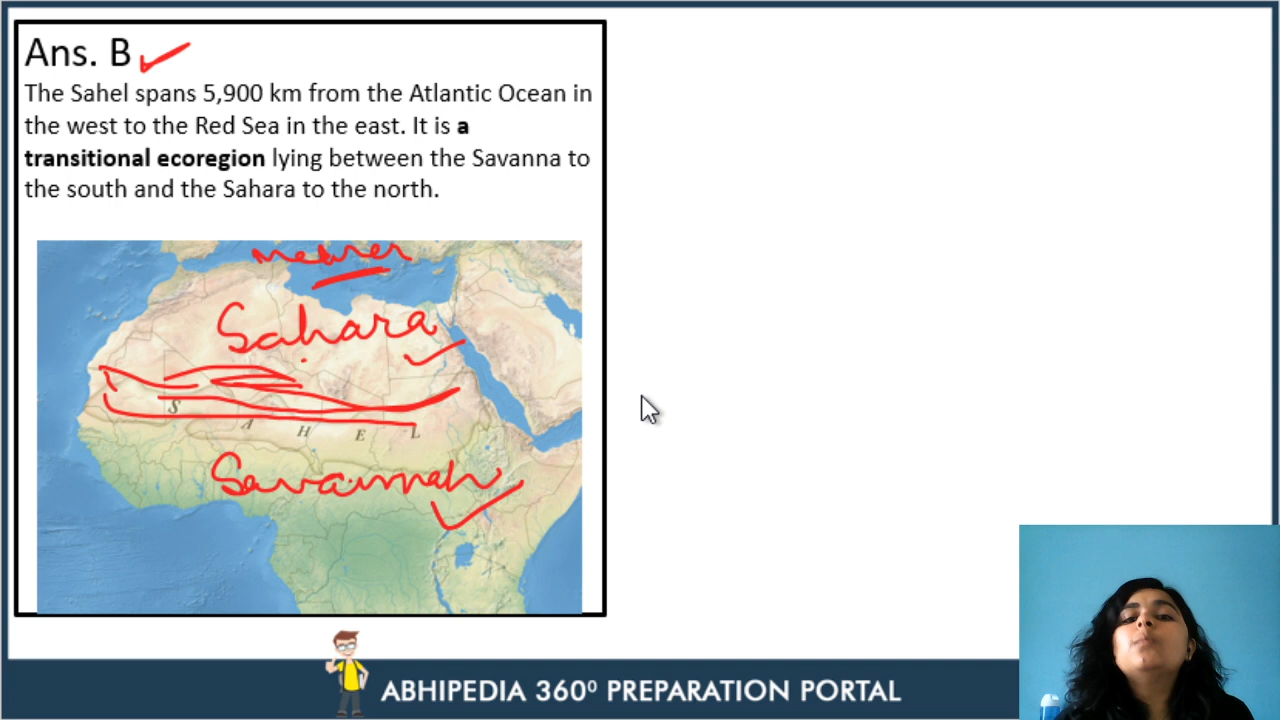 Ans. B
The Sahel spans 5,900 km from the Atlantic Ocean in
the west to the Red Sea in the east. It is a
transitional ecoregion lying between the Savanna to
the south and the Sahara to the north.
Sahara
S A H E L
Savannah
ABHIPEDIA 360⁰ PREPARATION PORTAL